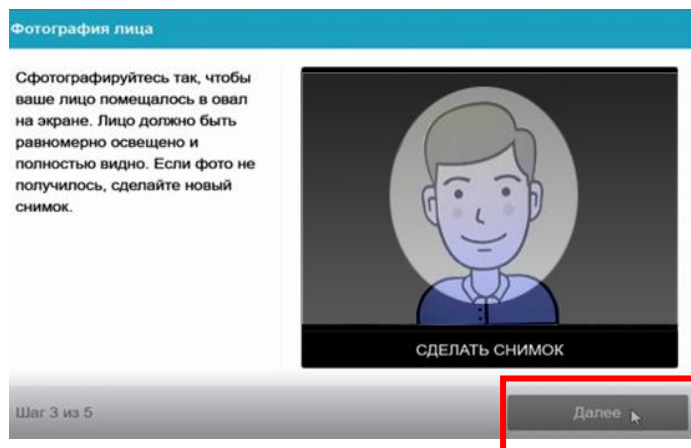 Фотография лица
Сфотографируйтесь так, чтобы
ваше лицо помещалось в овал
на экране. Лицо должно быть
равномерно освещено и
полностью видно. Если фото не
получилось, сделайте новый
снимок.
СДЕЛАТЬ СНИМОК
Шаг 3 из 5
Далее